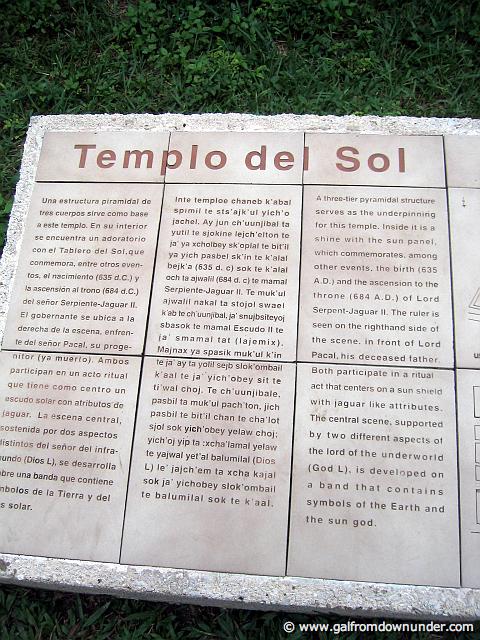 Templo del Sol
Una estructura piramidal de
tres cuerpos sirve como base
a este templo. En su interior
se encuentra un adoratorio
con el Tablero del Sol, que
conmemora, entre otros even-
tos, el nacimiento (635 d.C.) y
la ascensión al trono (684 d.C.)
del señor Serpiente-Jaguar II.
El gobernante se ubica a la
derecha de la escena, enfren-
te del señor Pacal, su proge-
nitor (ya muerto). Ambos
participan en un acto ritual
que tiene como centro un
escudo solar con atributos de
jaguar. La escena central,
sostenida por dos aspectos
distintos del señor del infra-
mundo (Dios L), se desarrolla
sobre una banda que contiene
símbolos de la Tierra y del
dios solar.
Inte temploe chaneb k'abal
spimil te sts'ajk'ul yich'o
jachel. Ay jun ch'uunjibal ta
yutil te sjokine lejch'elton te
ja' ya xcholbey sk'oplal te bit'il
ya yich pasbel sk'in te k'alal
bejk'a (635 d. c) sok te k'alal
och ta ajwalil (684 d. c) te mamal
Serpiente-Jaguar II. Te muk'ul
ajwalil nakal ta stojol swael
k'ab te ch'uunjibal, ja' snujbsiteyoj
sbasok te mamal Escudo II te
ja' smamal tat (lajemix).
Majnax ya spasik muk'ul k'in
te ja' ay ta yolil sejp slok'ombail
k'aal te ja' yich'obey sit te
ti'wal choj. Te ch'uunjibale,
pasbil ta muk'ul pach'ton, jich
pasbil te bit'il chan te cha'lot
sjol sok yich'obey yelaw choj;
yich'oj yip ta :xcha'lamal yelaw
te yajwal yet'al balumilal (Dios
L) le' jajch'em ta xcha kajal
sok ja' yichobey slok'ombail
te balumilal sok te k'aal.
A three-tier pyramidal structure
serves as the underpinning
for this temple. Inside it is a
shrine with the sun panel,
which commemorates, among
other events, the birth (635
A.D.) and the ascension to the
throne (684 A.D.) of Lord
Serpent-Jaguar II. The ruler is
seen on the righthand side of
the scene, in front of Lord
Pacal, his deceased father.
Both participate in a ritual
act that centers on a sun shield
with jaguar like attributes.
The central scene, supported
by two different aspects of
the lord of the underworld
(God L), is developed on
a band that contains
symbols of the Earth and
the sun god.
© www.galfromdownunder.com